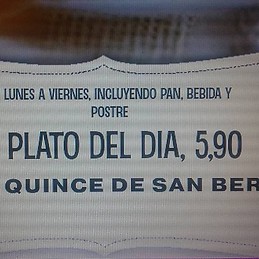 LUNES A VIERNES, INCLUYENDO PAN, BEBIDA Y
POSTRE
PLATO DEL DIA, 5,90
QUINCE DE SAN BER